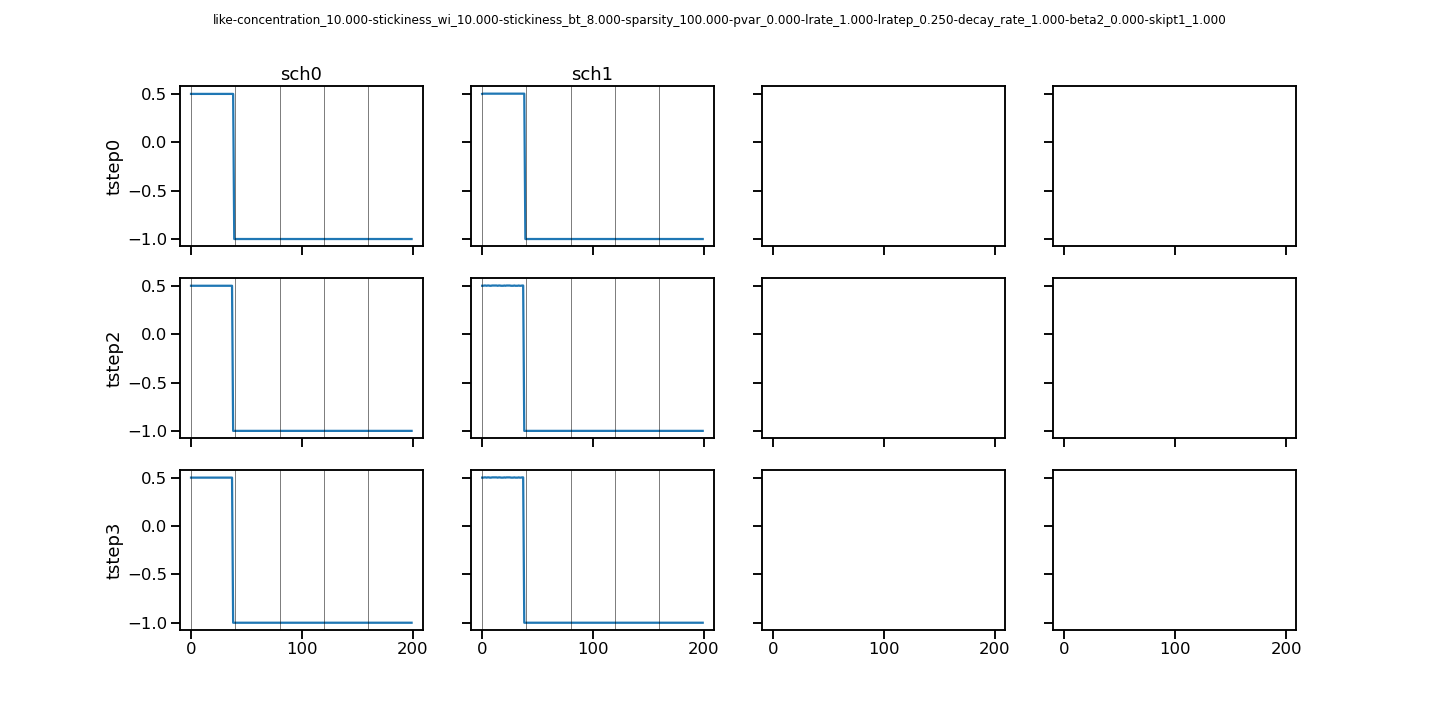 like-concentration_10.000-stickiness_wi_10.000-stickiness_bt_8.000-sparsity_100.000-pvar_0.000-lrate_1.000-lratep_0.250-decay_rate_1.000-beta2_0.000-skipt1_1.000
sch0 sch1
0.5
0.0
−0.5
−1.0
tstep0
0.5
0.0
−0.5
−1.0
tstep2
0.5
0.0
−0.5
−1.0
tstep3
0 100 200 0 100 200 0 100 200 0 100 200